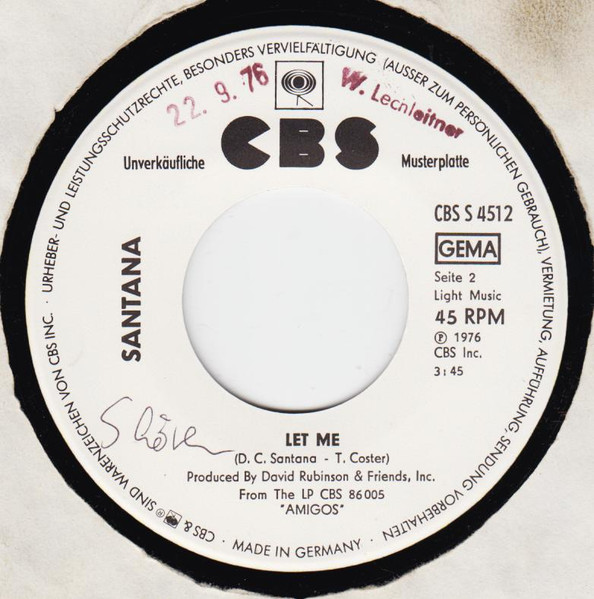 URHEBER- UND LEISTUNGSSCHUTZRECHTE, BESONDERS VERVIELFÄLTIGUNG (AUSSER ZUM PERSÖNLICHEN GEBRAUCH), VERMIETUNG, AUFFÜHRUNG, SENDUNG VORBEHALTEN
22. 9. 76
W. Lechleitner
CBS
Unverkäufliche Musterplatte
SANTANA
CBS S 4512
GEMA
Seite 2
Light Music
45 RPM
Ⓟ 1976
CBS Inc.
3:45
LET ME
(D. C. Santana - T. Coster)
Produced By David Rubinson & Friends, Inc.
From The LP CBS 86005
"AMIGOS"
· MADE IN GERMANY ·
CBS & ® SIND WARENZEICHEN VON CBS INC. ·